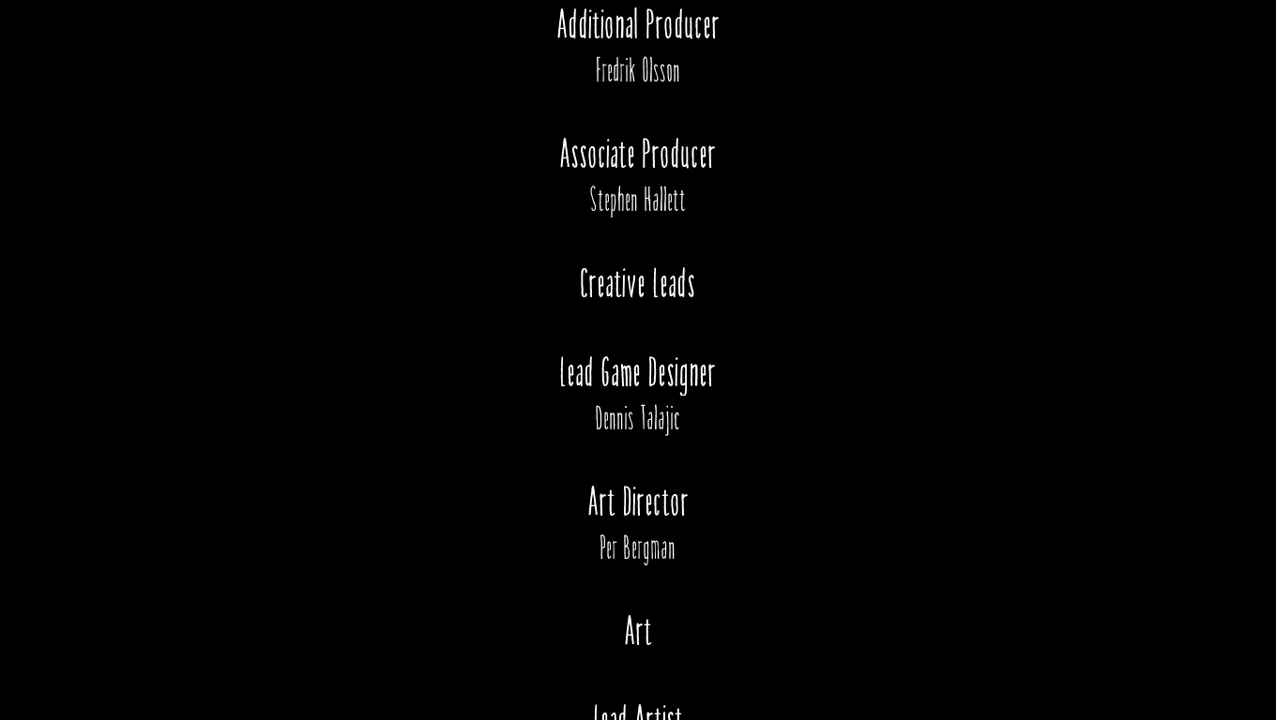 Additional Producer
Fredrik Olsson
Associate Producer
Stephen Hallett
Creative Leads
Lead Game Designer
Dennis Talajic
Art Director
Per Bergman
Art
Lead Artist